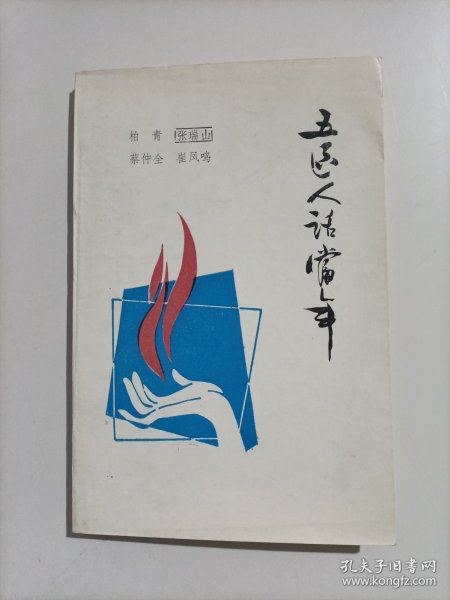 柏青 张瑞山
蔡仲全 崔凤鸣
五区人话当年
孔夫子旧书网
www.kongfz.com